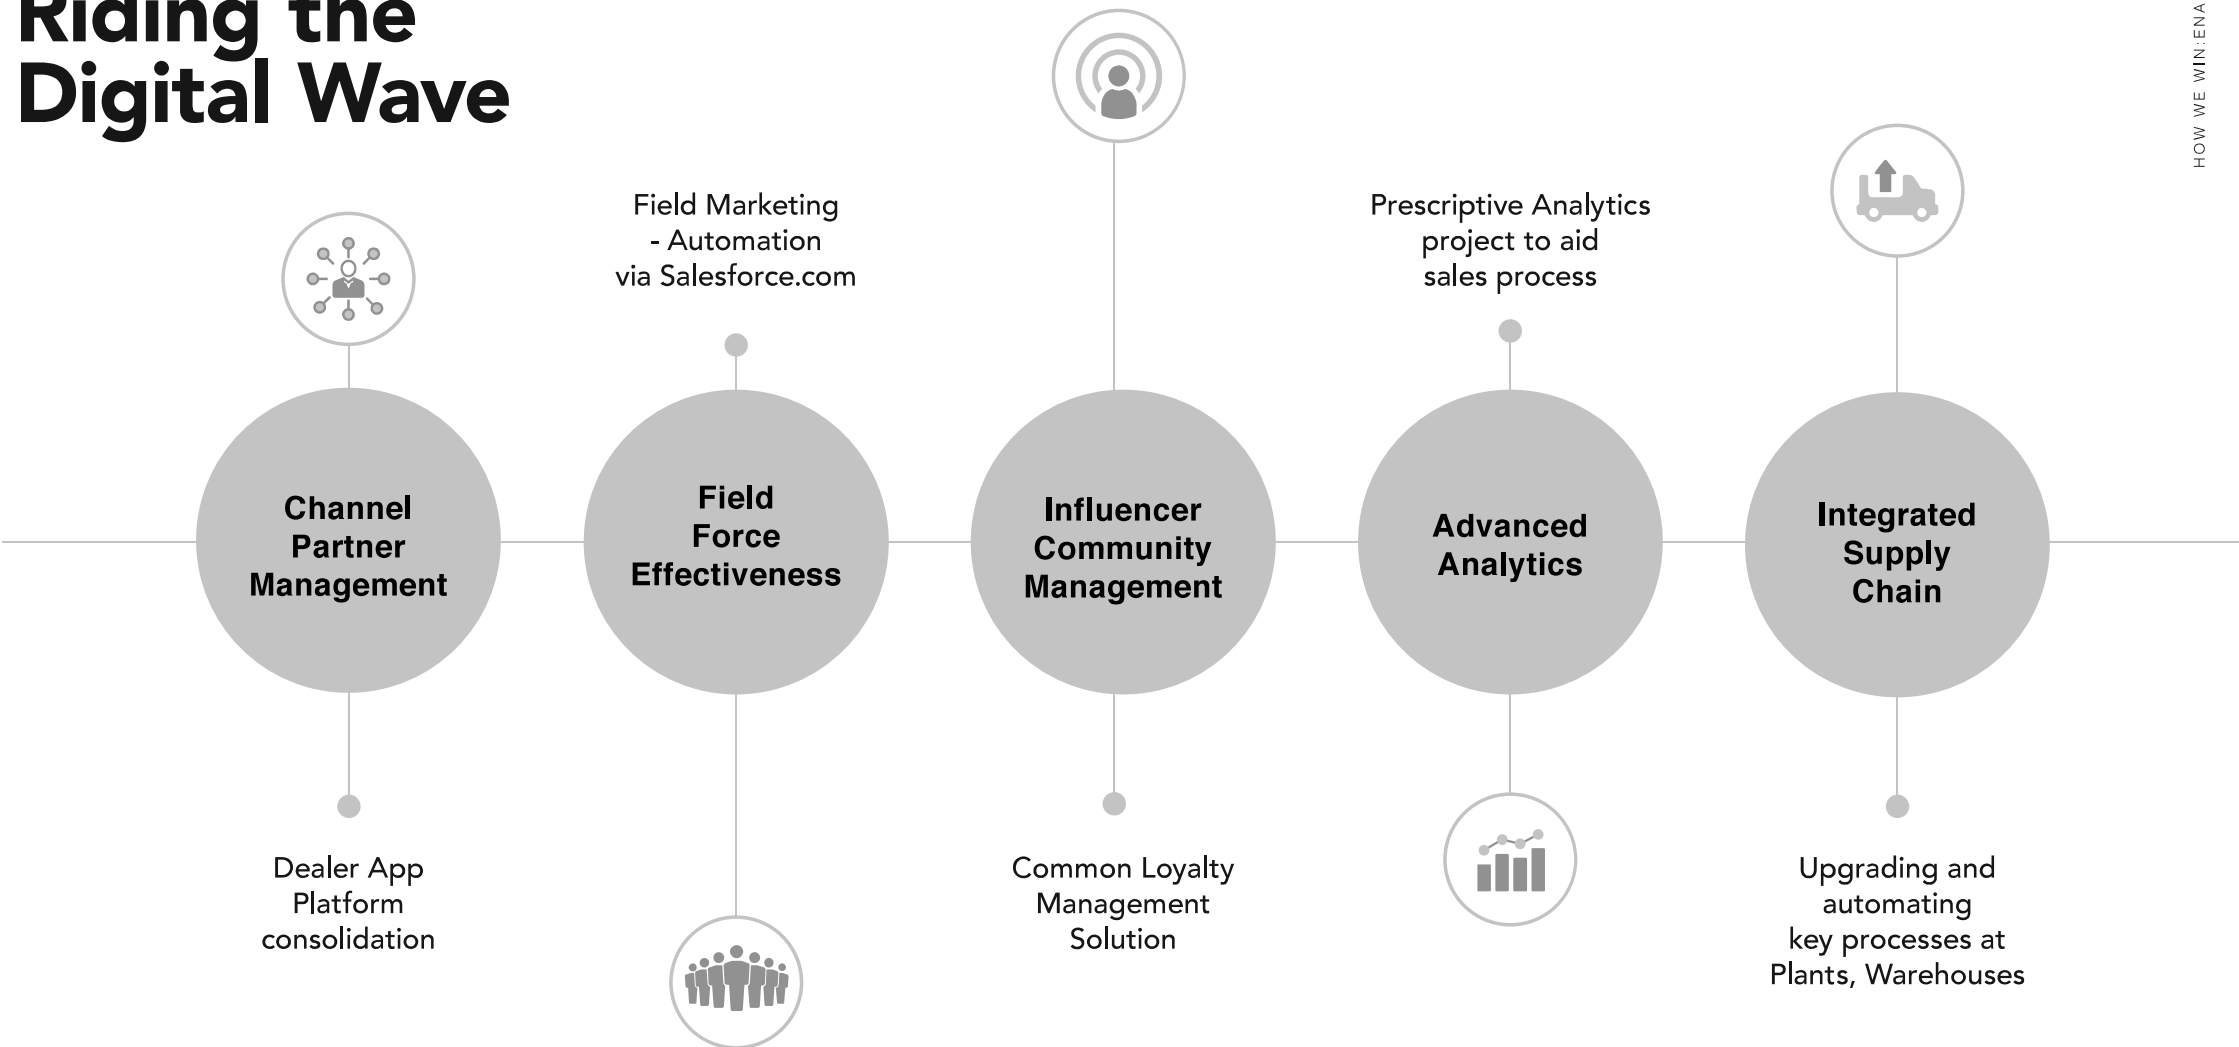 Riding the
Digital Wave
HOW WE WIN:ENA
Channel
Partner
Management
Dealer App
Platform
consolidation
Field Marketing
- Automation
via Salesforce.com
Field
Force
Effectiveness
Influencer
Community
Management
Common Loyalty
Management
Solution
Prescriptive Analytics
project to aid
sales process
Advanced
Analytics
Integrated
Supply
Chain
Upgrading and
automating
key processes at
Plants, Warehouses